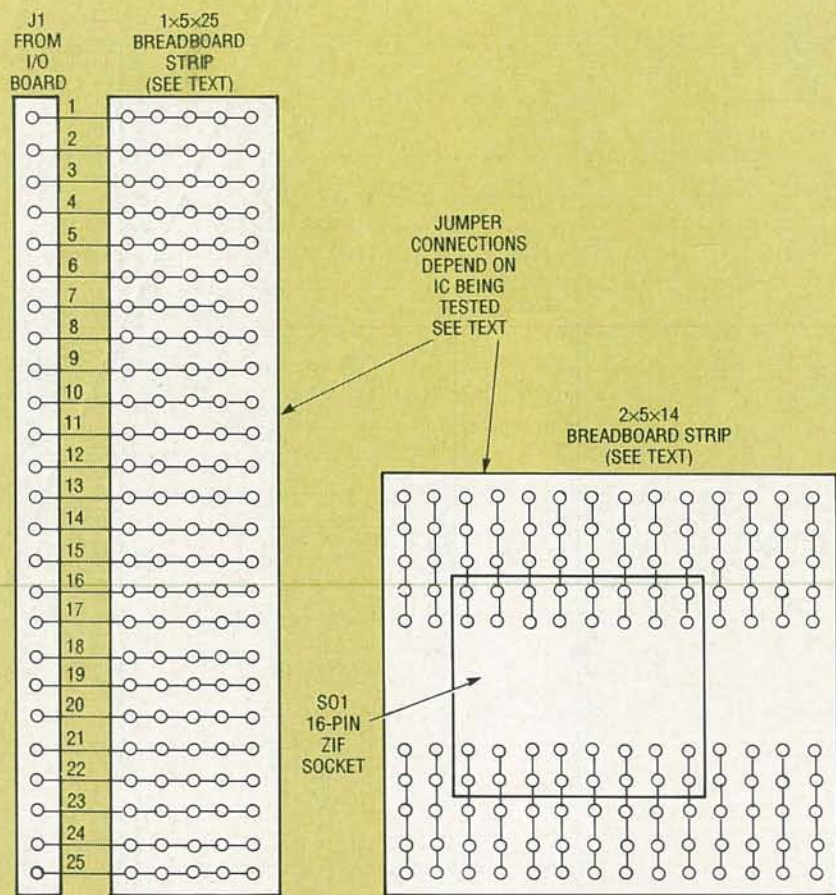 J1
FROM
I/O
BOARD
1×5×25
BREADBOARD
STRIP
(SEE TEXT)
1
2
3
4
5
6
7
8
9
10
11
12
13
14
15
16
17
18
19
20
21
22
23
24
25
JUMPER
CONNECTIONS
DEPEND ON
IC BEING
TESTED
SEE TEXT
2×5×14
BREADBOARD STRIP
(SEE TEXT)
SO1
16-PIN
ZIF
SOCKET